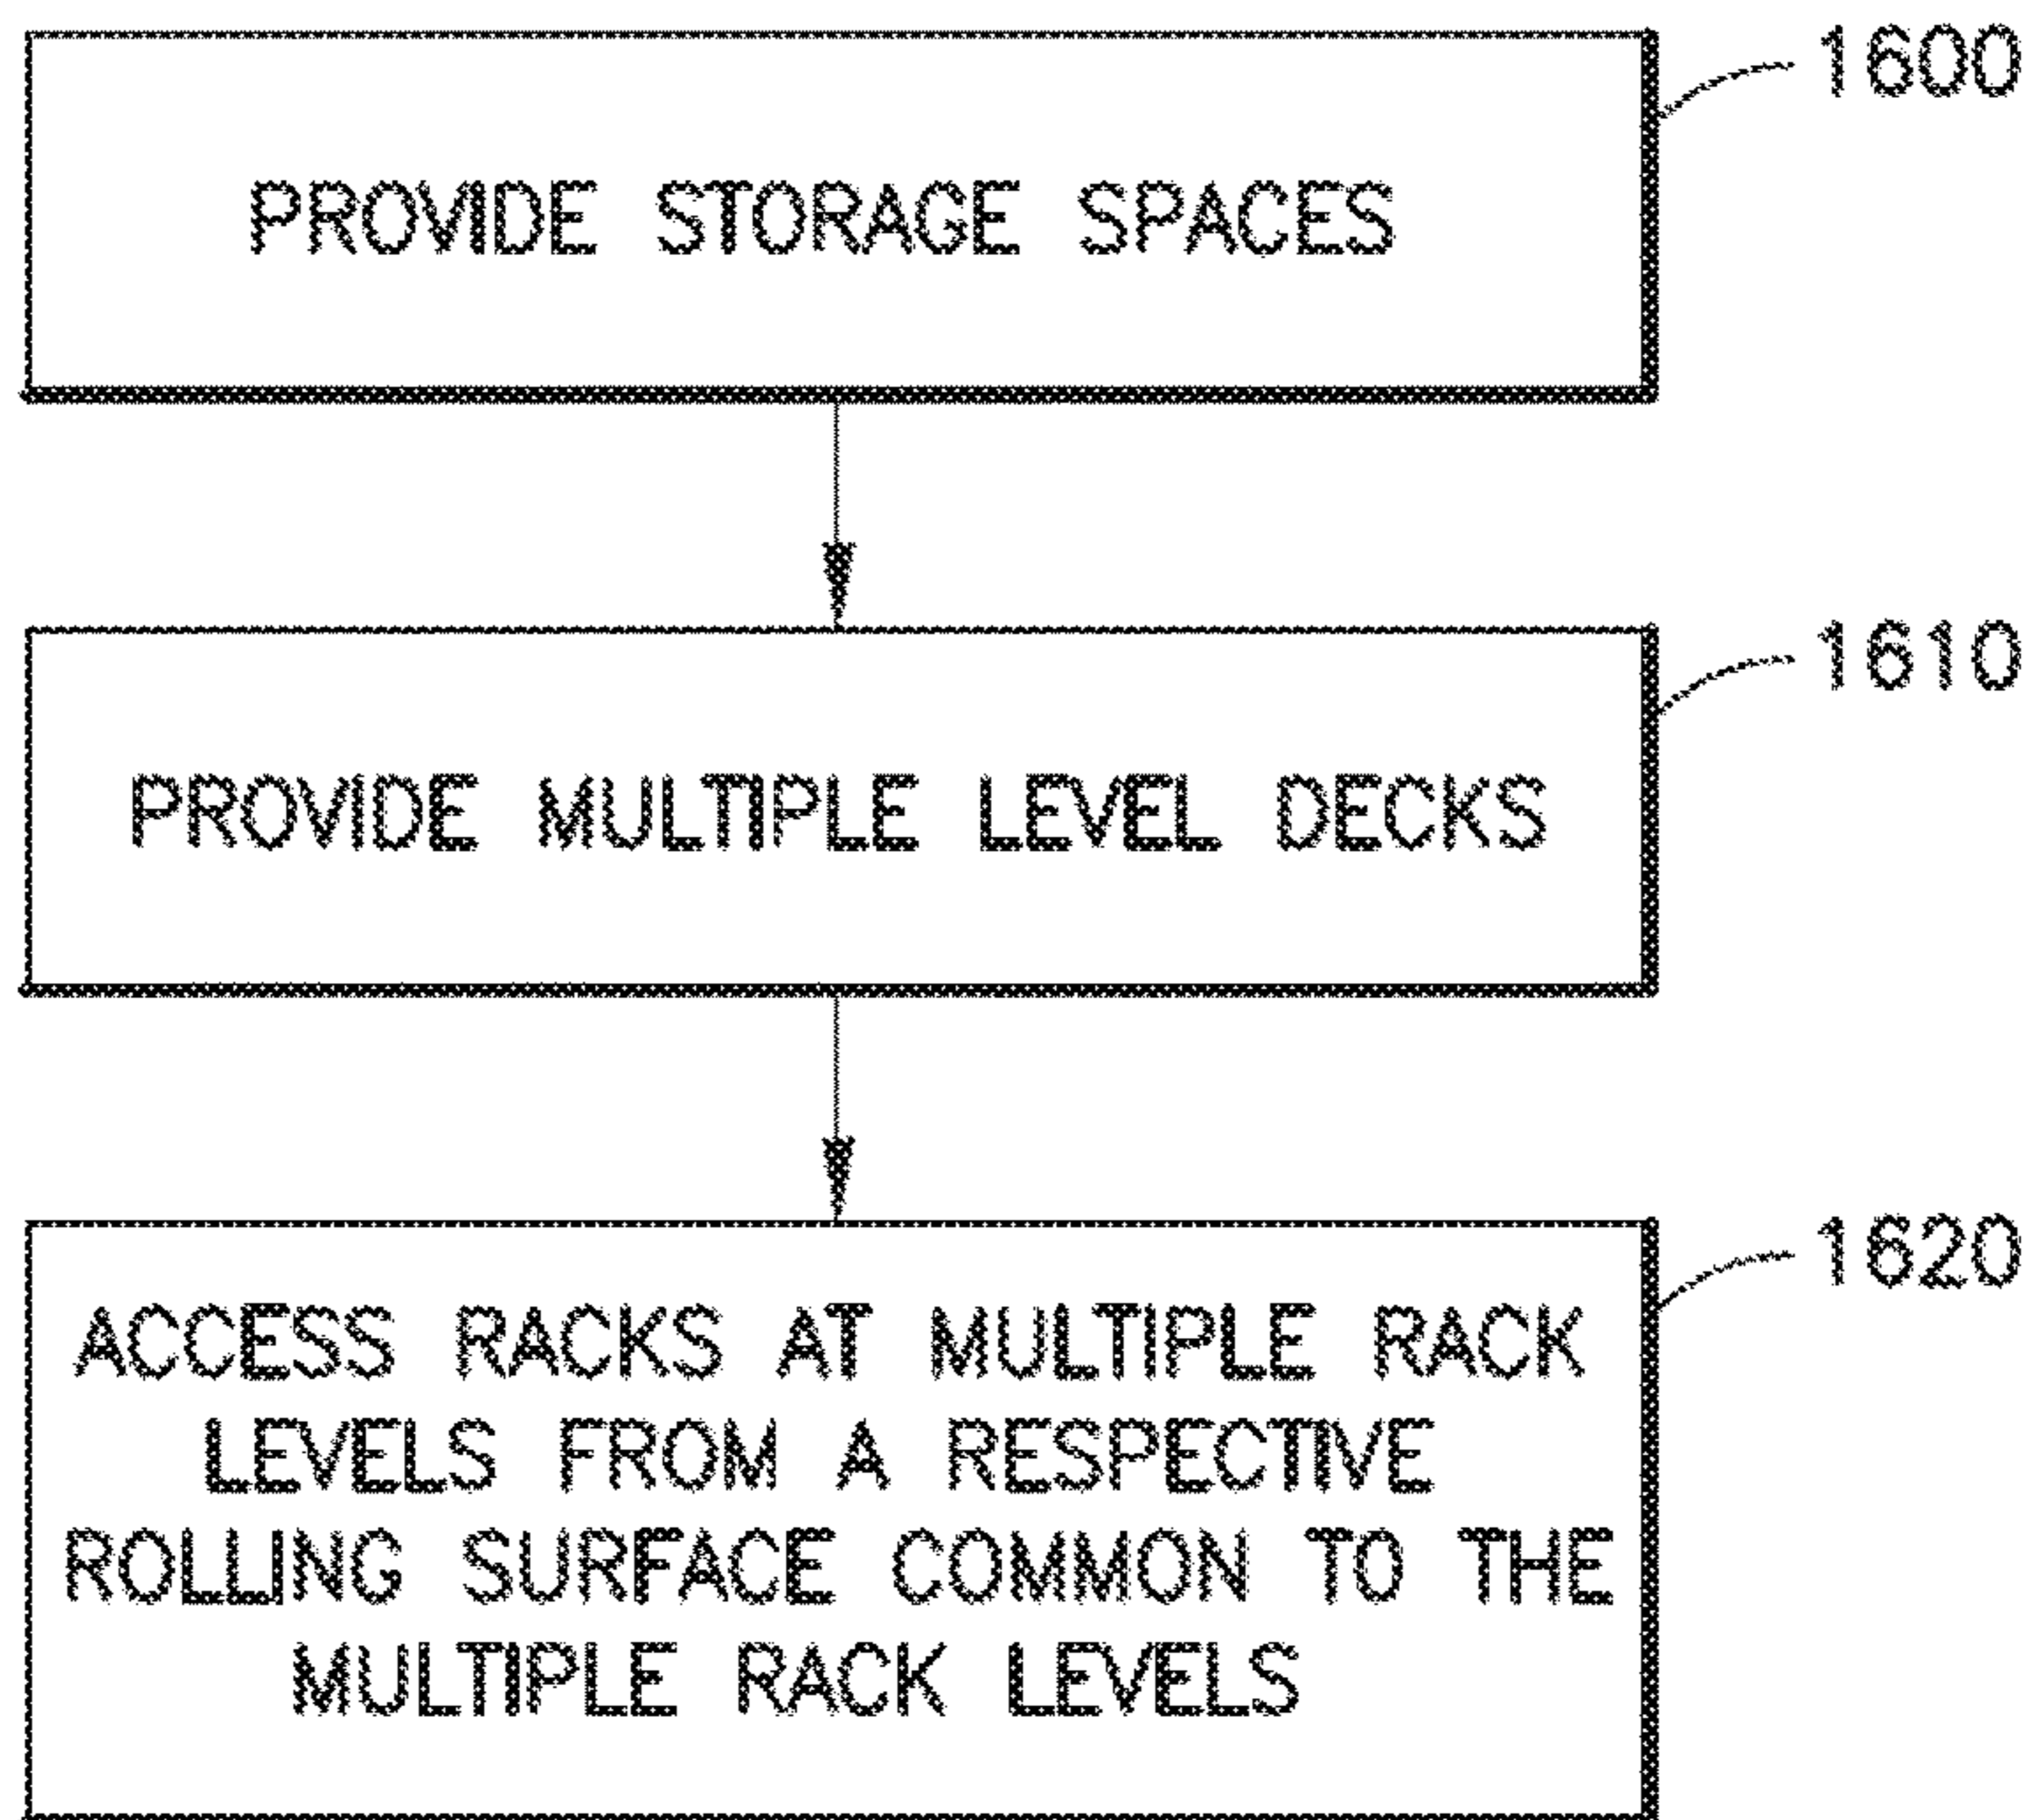 1600
PROVIDE STORAGE SPACES
1610
PROVIDE MULTIPLE LEVEL DECKS
1620
ACCESS RACKS AT MULTIPLE RACK
LEVELS FROM A RESPECTIVE
ROLLING SURFACE COMMON TO THE
MULTIPLE RACK LEVELS